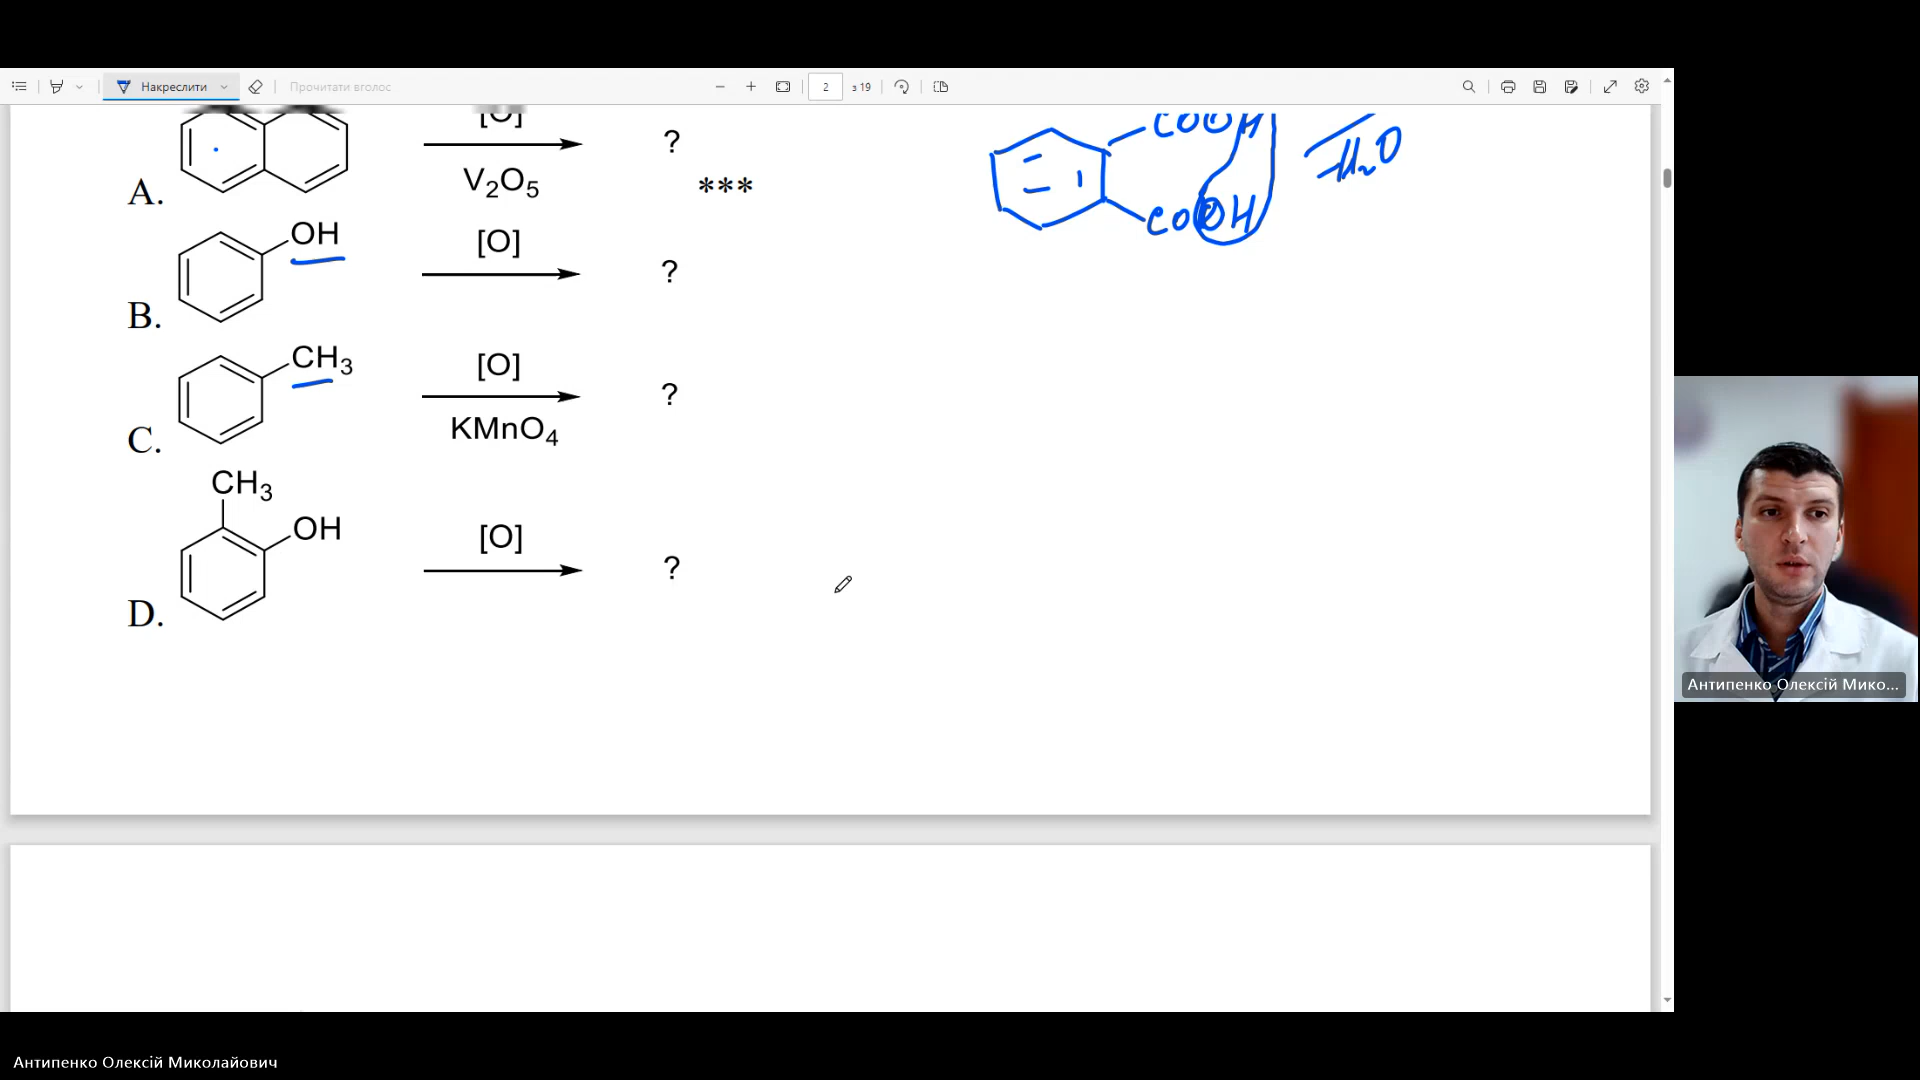 Накреслити
Прочитати вголос
2
з 19
A.
[O]
V2O5
?
***
COOH
COOH
-H2O
B.
OH
[O]
?
C.
CH3
[O]
KMnO4
?
D.
CH3
OH
[O]
?
Антипенко Олексій Мико...
Антипенко Олексій Миколайович